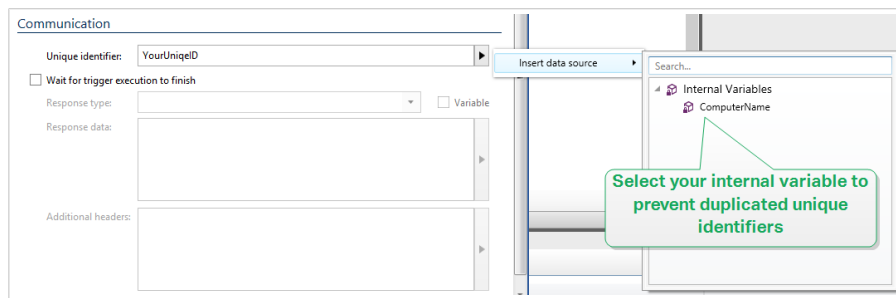 Communication
Unique identifier:
YourUniqeID
Insert data source
Search...
Wait for trigger execution to finish
Internal Variables
Response type:
Variable
ComputerName
Response data:
Select your internal variable to
prevent duplicated unique
identifiers
Additional headers: